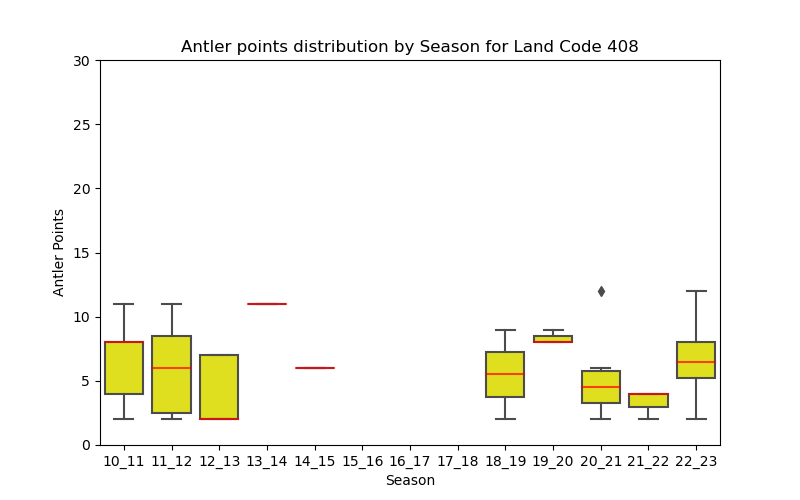 Antler points distribution by Season for Land Code 408
30
25
20
15
10
5
0
Antler Points
10_11 11_12 12_13 13_14 14_15 15_16 16_17 17_18 18_19 19_20 20_21 21_22 22_23
Season